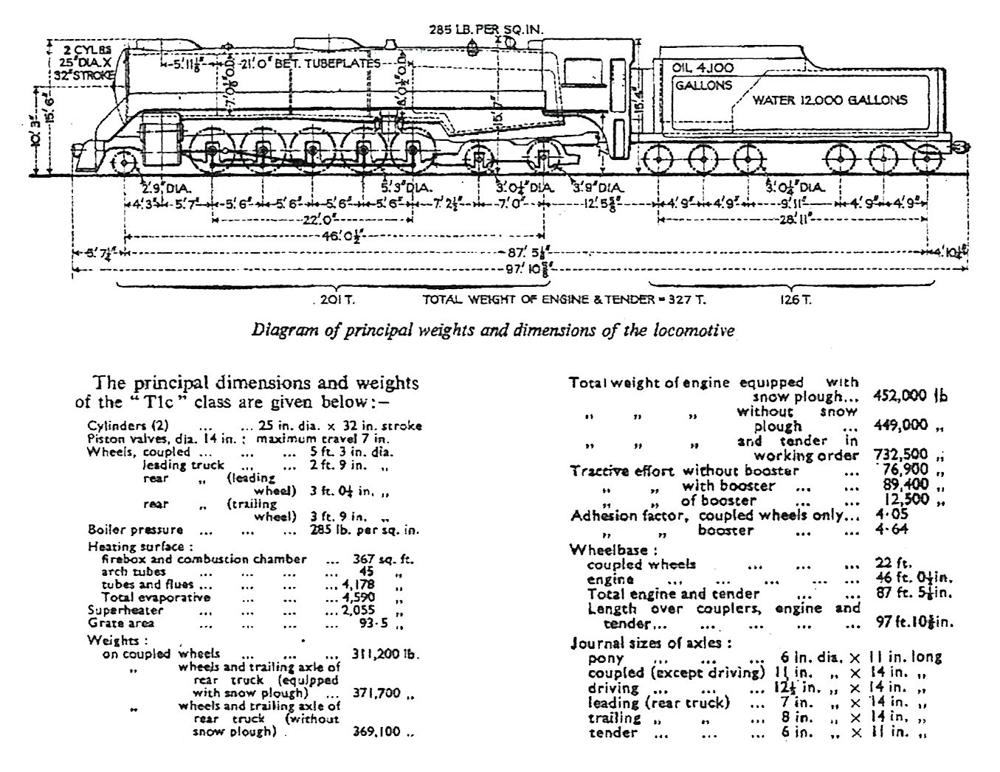 285 LB. PER SQ.IN.
2 CYLRS
25" DIA. X
32" STROKE
5'.11⅛"
21'.0" BET. TUBEPLATES
7'.0⅛"O.D.
8'.0½"O.D.
10'.3"
15'.6"
15'.7"
15'.4"
OIL 4,100
GALLONS
WATER 12,000 GALLONS
2'.9" DIA.
5'.3" DIA.
3'.0¼" DIA.
3'.9" DIA.
3'.0¼" DIA.
4'.3" 5'.7" 5'.6" 5'.6" 5'.6" 5'.6" 7'.2½" 7'.0" 12'.5⅝" 4'.9" 4'.9" 9'.11" 4'.9" 4'.9"
22'.0" 28'.11"
46'.0½"
5'.7¼" 87'.5⅛" 4'.10¼"
97'.10⅝"
201 T. TOTAL WEIGHT OF ENGINE & TENDER = 327 T. 126 T.
Diagram of principal weights and dimensions of the locomotive
The principal dimensions and weights
of the "T1c" class are given below:—
Cylinders (2) ... ... 25 in. dia. × 32 in. stroke
Piston valves, dia. 14 in. ; maximum travel 7 in.
Wheels, coupled ... ... ... 5 ft. 3 in. dia.
leading truck ... ... 2 ft. 9 in. ,,
rear ,, (leading
wheel) 3 ft. 0¼ in. ,,
rear ,, (trailing
wheel) 3 ft. 9 in. ,,
Boiler pressure ... ... ... 285 lb. per sq. in.
Heating surface :
firebox and combustion chamber ... 367 sq. ft.
arch tubes ... ... ... ... 45 ,,
tubes and flues ... ... ... ... 4,178 ,,
Total evaporative ... ... ... 4,590 ,,
Superheater ... ... ... ... 2,055 ,,
Grate area ... ... ... ... 93·5 ,,
Weights :
on coupled wheels ... ... ... 311,200 lb.
,, wheels and trailing axle of
rear truck (equipped
with snow plough) ... 371,700 ,,
,, wheels and trailing axle of
rear truck (without
snow plough) . 369,100 ,,
Total weight of engine equipped with
snow plough... 452,000 lb
,, ,, ,, without snow
plough ... 449,000 ,,
,, ,, ,, and tender in
working order 732,500 ,,
Tractive effort without booster ... 76,900 ,,
,, ,, with booster ... ... 89,400 ,,
,, ,, of booster ... ... 12,500 ,,
Adhesion factor, coupled wheels only... 4·05
,, ,, booster ... ... 4·64
Wheelbase :
coupled wheels ... ... ... 22 ft.
engine ... ... ... ... ... 46 ft. 0½in.
Total engine and tender ... ... 87 ft. 5⅛in.
Length over couplers, engine and
tender... ... ... ... ... 97 ft.10⅝in.
Journal sizes of axles :
pony ... ... ... 6 in. dia. × 11 in. long
coupled (except driving) 11 in. ,, × 14 in. ,,
driving ... ... ... 12½ in. ,, × 14 in. ,,
leading (rear truck) ... 7 in. ,, × 14 in. ,,
trailing ,, ,, ... 8 in. ,, × 14 in. ,,
tender ... ... ... 6 in. ,, × 11 in. ,,